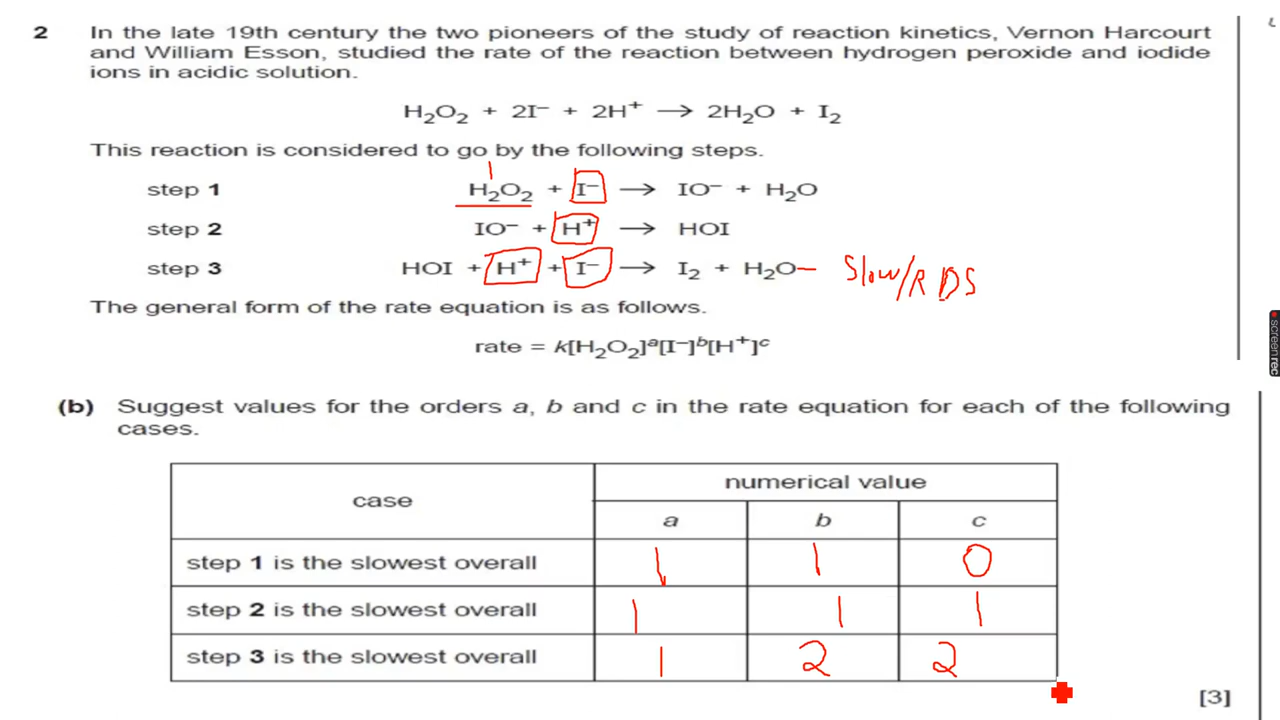 2 In the late 19th century the two pioneers of the study of reaction kinetics, Vernon Harcourt
and William Esson, studied the rate of the reaction between hydrogen peroxide and iodide
ions in acidic solution.
H₂O₂ + 2I⁻ + 2H⁺ → 2H₂O + I₂
This reaction is considered to go by the following steps.
step 1 H₂O₂ + I⁻ → IO⁻ + H₂O
step 2 IO⁻ + H⁺ → HOI
step 3 HOI + H⁺ + I⁻ → I₂ + H₂O – Slow/RDS
The general form of the rate equation is as follows.
rate = k[H₂O₂]ᵃ[I⁻]ᵇ[H⁺]ᶜ
(b) Suggest values for the orders a, b and c in the rate equation for each of the following
cases.
case numerical value
a b c
step 1 is the slowest overall 1 1 0
step 2 is the slowest overall 1 1 1
step 3 is the slowest overall 1 2 2
[3]
screenrec